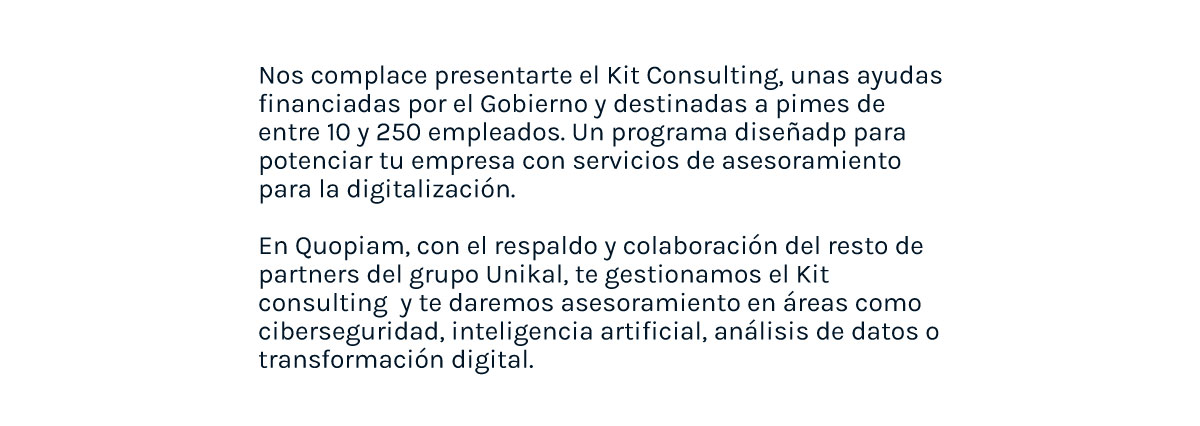 Nos complace presentarte el Kit Consulting, unas ayudas
financiadas por el Gobierno y destinadas a pimes de
entre 10 y 250 empleados. Un programa diseñadp para
potenciar tu empresa con servicios de asesoramiento
para la digitalización.
En Quopiam, con el respaldo y colaboración del resto de
partners del grupo Unikal, te gestionamos el Kit
consulting  y te daremos asesoramiento en áreas como
ciberseguridad, inteligencia artificial, análisis de datos o
transformación digital.